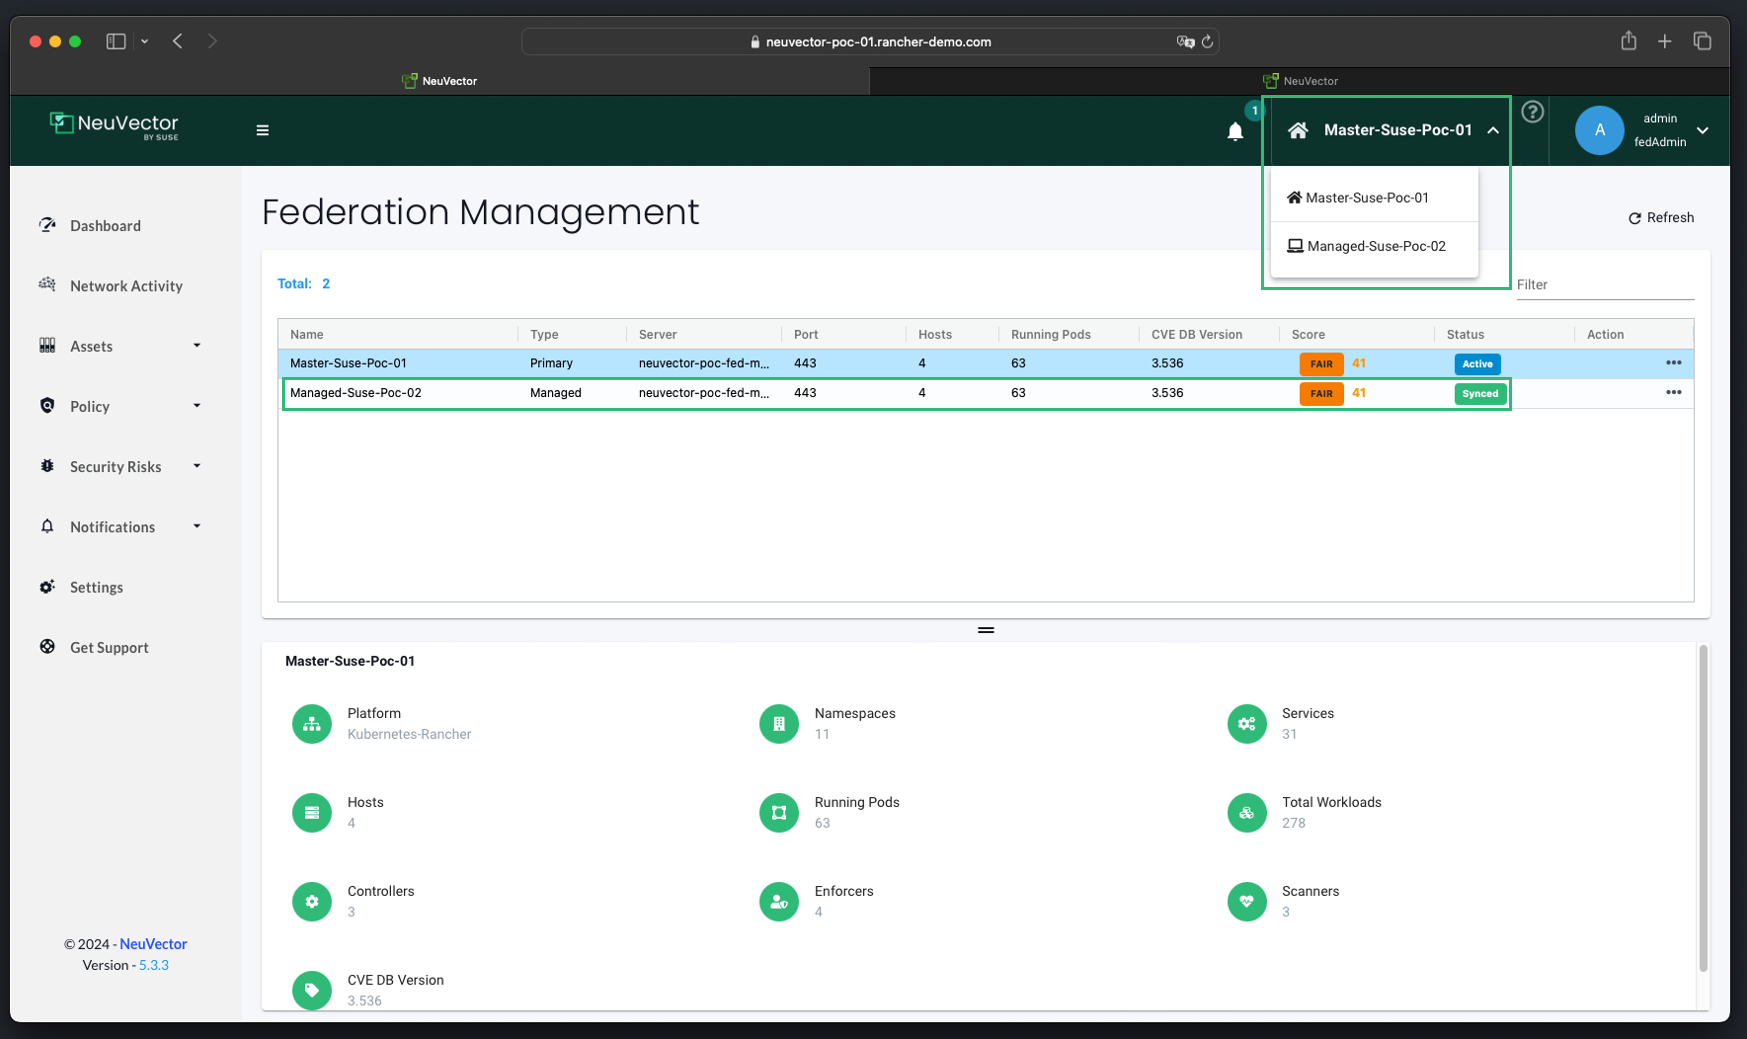 neuvector-poc-01.rancher-demo.com
NeuVector
NeuVector
NeuVector
BY SUSE
1
Master-Suse-Poc-01
A
admin
fedAdmin
Master-Suse-Poc-01
Managed-Suse-Poc-02
Dashboard
Network Activity
Assets
Policy
Security Risks
Notifications
Settings
Get Support
© 2024 - NeuVector
Version - 5.3.3
Federation Management
Refresh
Total: 2
Filter
Name Type Server Port Hosts Running Pods CVE DB Version Score Status Action
Master-Suse-Poc-01 Primary neuvector-poc-fed-m... 443 4 63 3.536 FAIR 41 Active
Managed-Suse-Poc-02 Managed neuvector-poc-fed-m... 443 4 63 3.536 FAIR 41 Synced
Master-Suse-Poc-01
Platform
Kubernetes-Rancher
Namespaces
11
Services
31
Hosts
4
Running Pods
63
Total Workloads
278
Controllers
3
Enforcers
4
Scanners
3
CVE DB Version
3.536